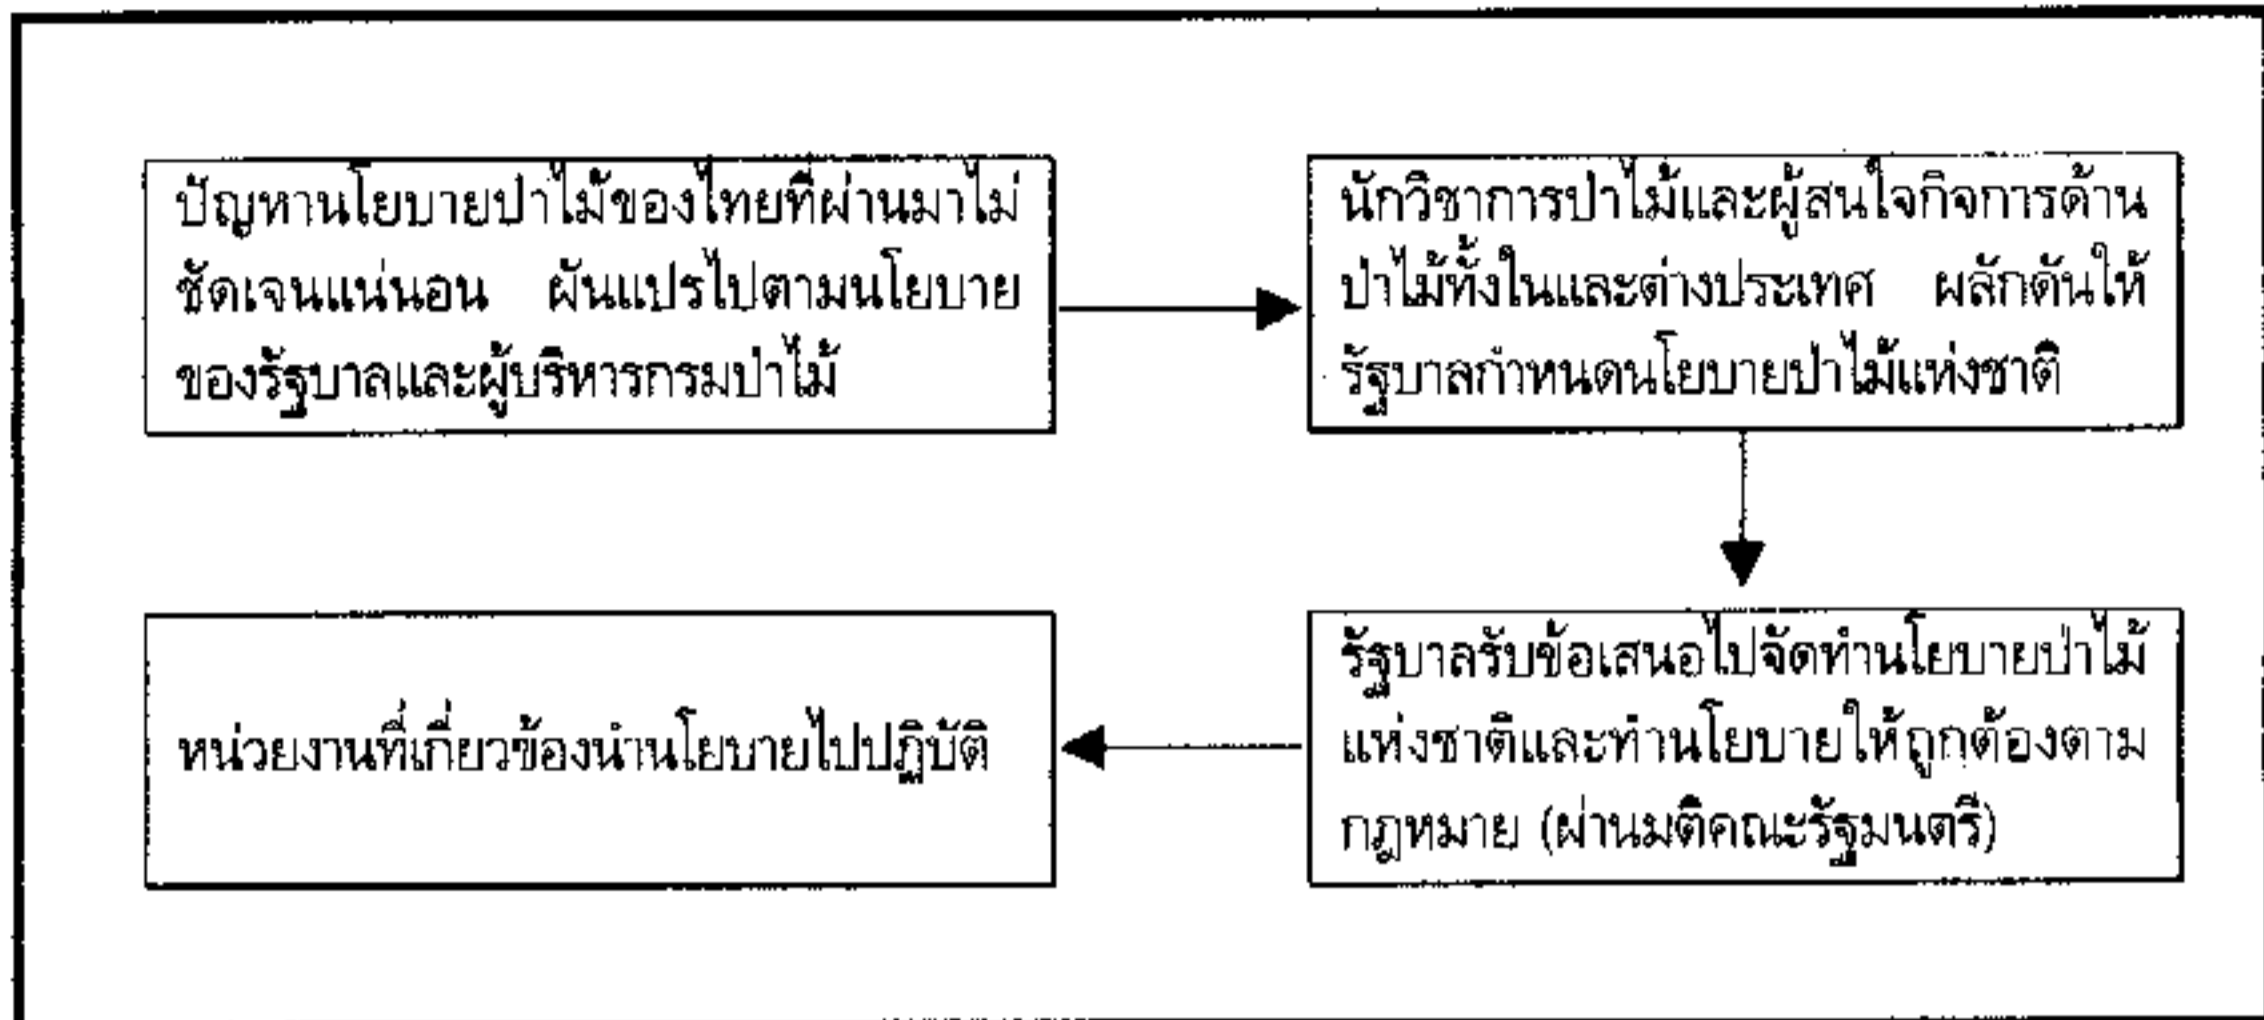 ปัญหานโยบายป่าไม้ของไทยที่ผ่านมาไม่
ชัดเจนแน่นอน ผันแปรไปตามนโยบาย
ของรัฐบาลและผู้บริหารกรมป่าไม้
นักวิชาการป่าไม้และผู้สนใจกิจการด้าน
ป่าไม้ทั้งในและต่างประเทศ ผลักดันให้
รัฐบาลกำหนดนโยบายป่าไม้แห่งชาติ
รัฐบาลรับข้อเสนอไปจัดทำนโยบายป่าไม้
แห่งชาติและทำนโยบายให้ถูกต้องตาม
กฎหมาย (ผ่านมติคณะรัฐมนตรี)
หน่วยงานที่เกี่ยวข้องนำนโยบายไปปฏิบัติ